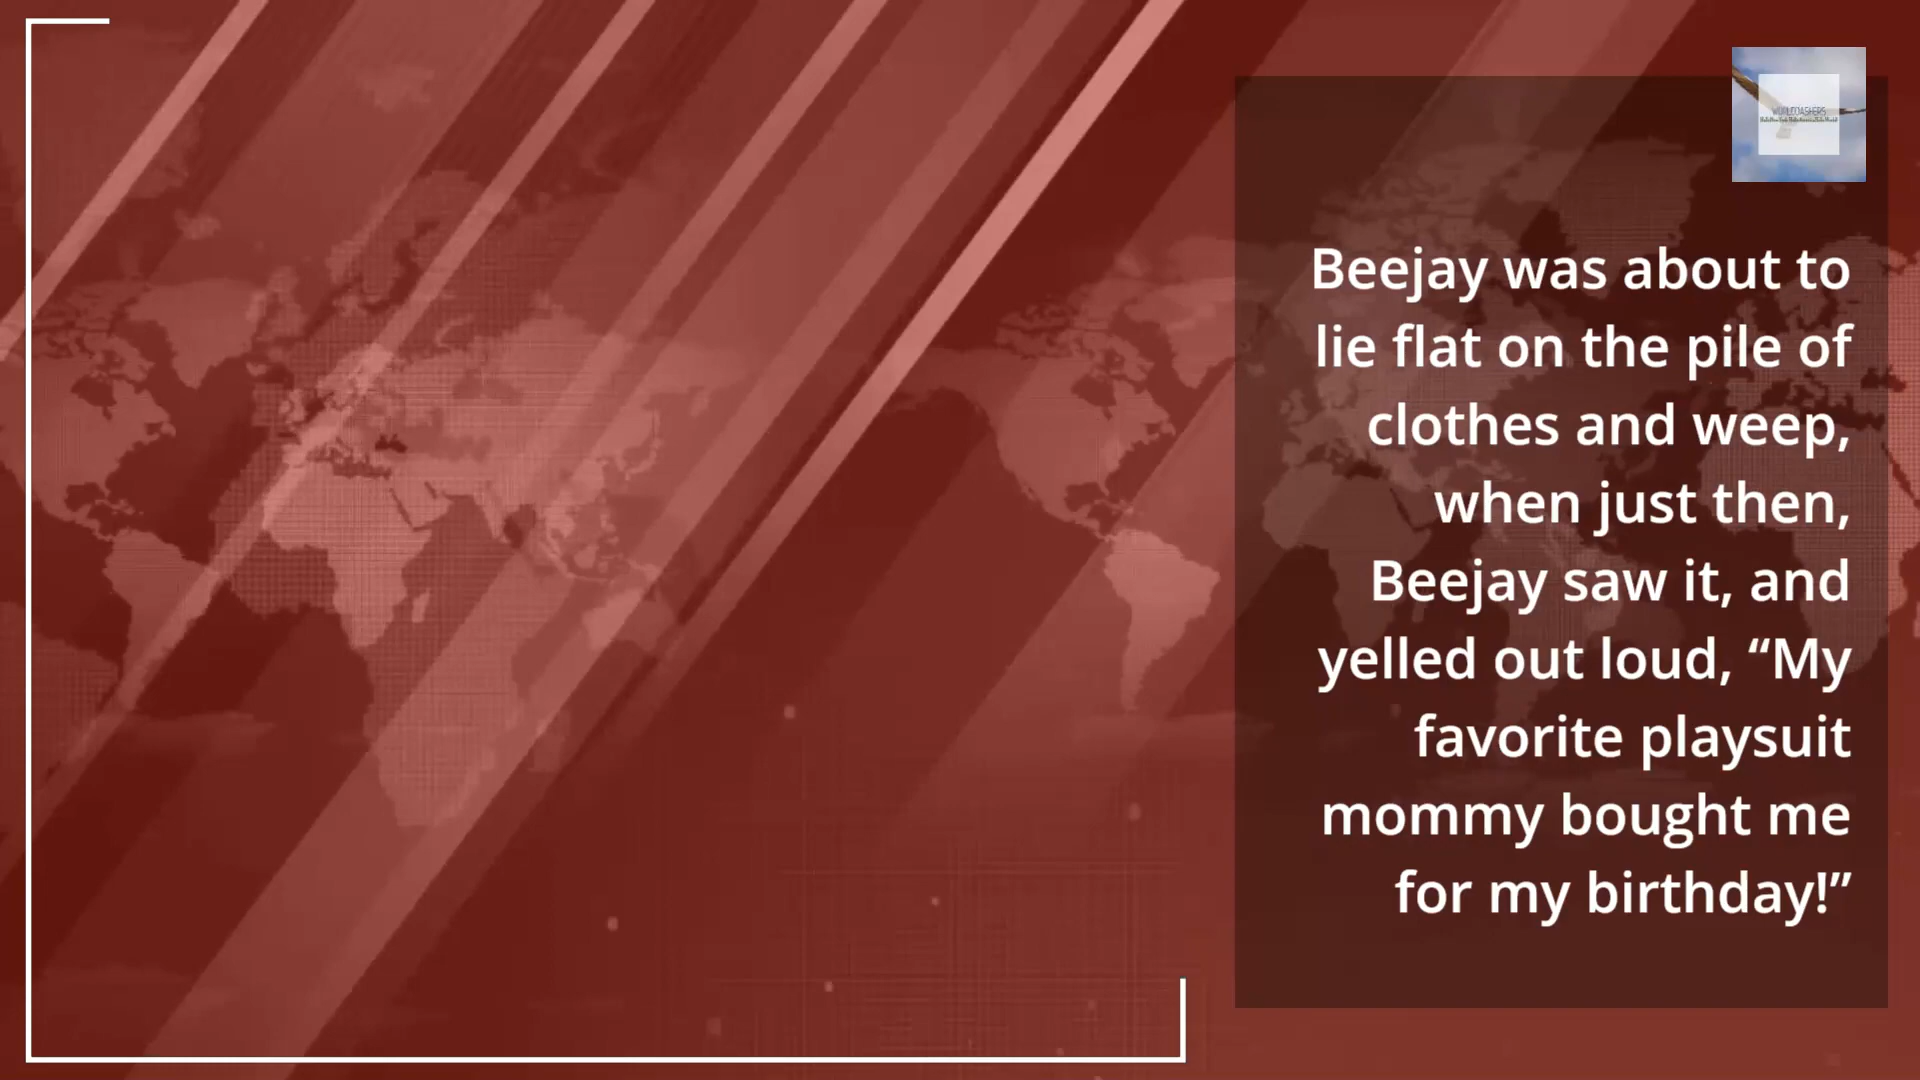 WORLDDASHERS
Beejay was about to
lie flat on the pile of
clothes and weep,
when just then,
Beejay saw it, and
yelled out loud, “My
favorite playsuit
mommy bought me
for my birthday!”